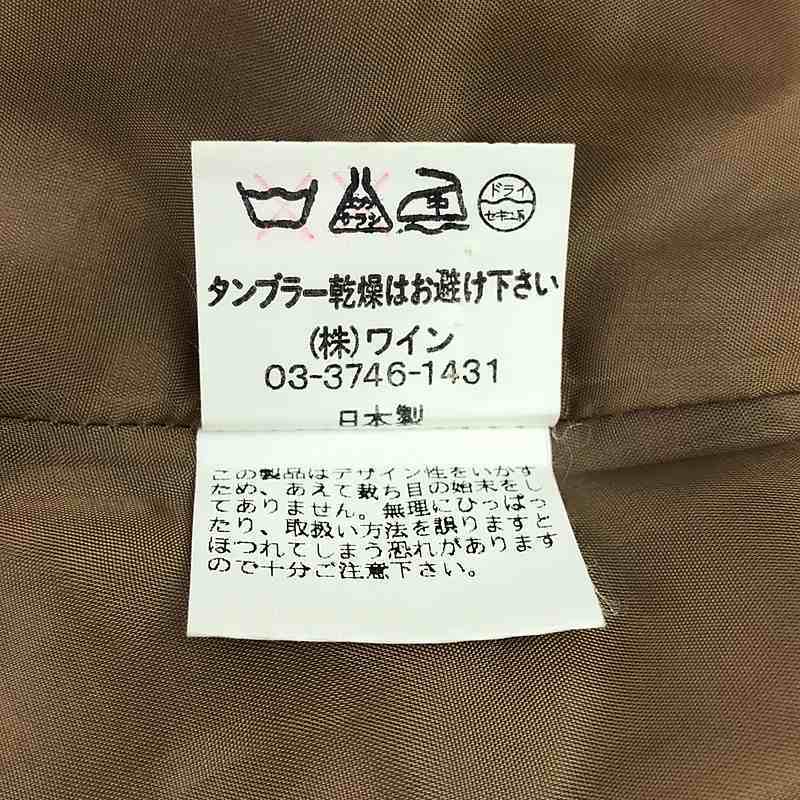 エンソ
サラシ
中
ドライ
セキユ系
タンブラー乾燥はお避け下さい
(株)ワイン
03-3746-1431
日本製
この製品はデザイン性をいかす
ため、あえて裁ち目の始末をし
てありません。無理にひっぱっ
たり、取扱い方法を誤りますと
ほつれてしまう恐れがあります
ので十分ご注意下さい。